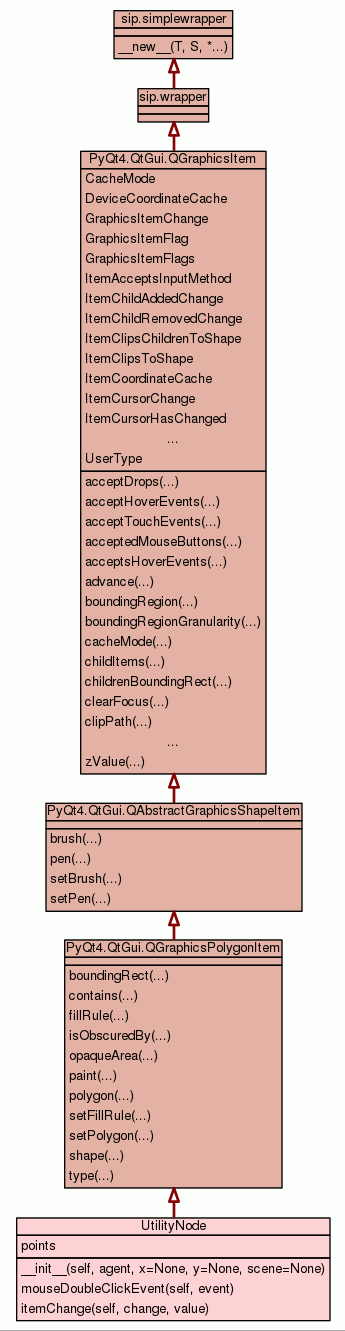 sip.simplewrapper
__new__(T, S, *...)
sip.wrapper
PyQt4.QtGui.QGraphicsItem
CacheMode
DeviceCoordinateCache
GraphicsItemChange
GraphicsItemFlag
GraphicsItemFlags
ItemAcceptsInputMethod
ItemChildAddedChange
ItemChildRemovedChange
ItemClipsChildrenToShape
ItemClipsToShape
ItemCoordinateCache
ItemCursorChange
ItemCursorHasChanged
...
UserType
acceptDrops(...)
acceptHoverEvents(...)
acceptTouchEvents(...)
acceptedMouseButtons(...)
acceptsHoverEvents(...)
advance(...)
boundingRegion(...)
boundingRegionGranularity(...)
cacheMode(...)
childItems(...)
childrenBoundingRect(...)
clearFocus(...)
clipPath(...)
...
zValue(...)
PyQt4.QtGui.QAbstractGraphicsShapeItem
brush(...)
pen(...)
setBrush(...)
setPen(...)
PyQt4.QtGui.QGraphicsPolygonItem
boundingRect(...)
contains(...)
fillRule(...)
isObscuredBy(...)
opaqueArea(...)
paint(...)
polygon(...)
setFillRule(...)
setPolygon(...)
shape(...)
type(...)
UtilityNode
points
__init__(self, agent, x=None, y=None, scene=None)
mouseDoubleClickEvent(self, event)
itemChange(self, change, value)